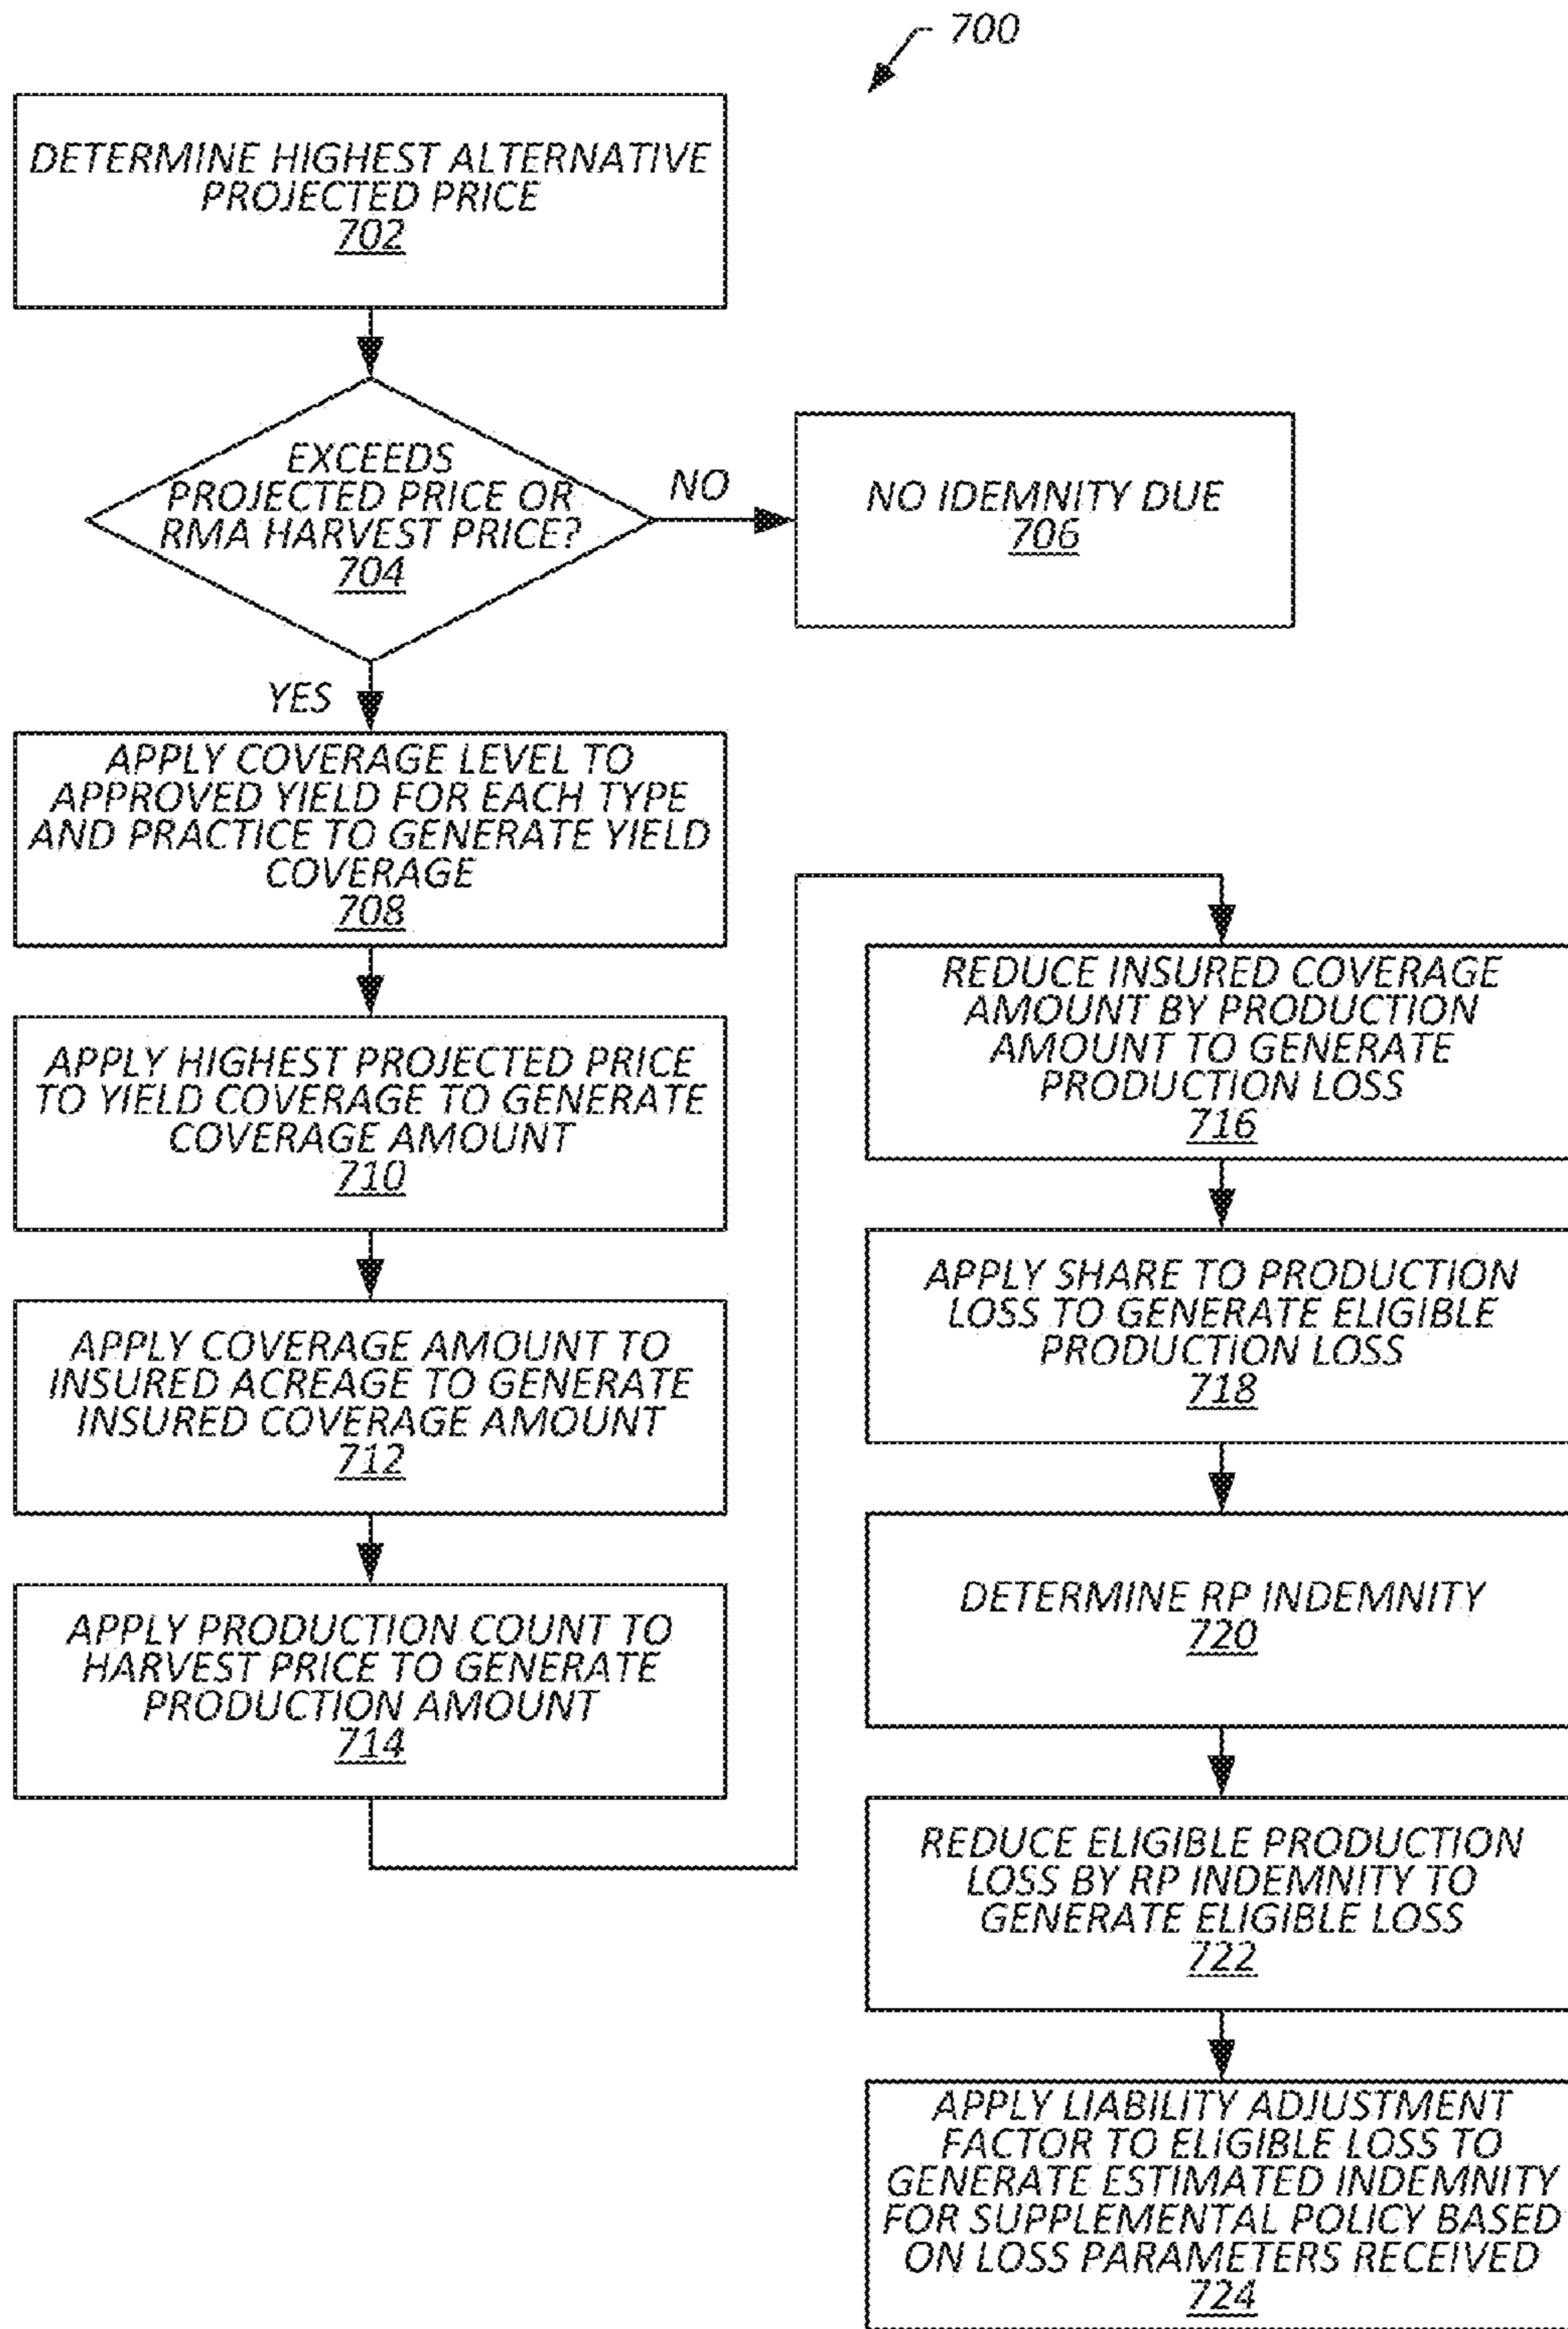 700
DETERMINE HIGHEST ALTERNATIVE
PROJECTED PRICE
702
EXCEEDS
PROJECTED PRICE OR
RMA HARVEST PRICE?
704
NO
NO IDEMNITY DUE
706
YES
APPLY COVERAGE LEVEL TO
APPROVED YIELD FOR EACH TYPE
AND PRACTICE TO GENERATE YIELD
COVERAGE
708
APPLY HIGHEST PROJECTED PRICE
TO YIELD COVERAGE TO GENERATE
COVERAGE AMOUNT
710
APPLY COVERAGE AMOUNT TO
INSURED ACREAGE TO GENERATE
INSURED COVERAGE AMOUNT
712
APPLY PRODUCTION COUNT TO
HARVEST PRICE TO GENERATE
PRODUCTION AMOUNT
714
REDUCE INSURED COVERAGE
AMOUNT BY PRODUCTION
AMOUNT TO GENERATE
PRODUCTION LOSS
716
APPLY SHARE TO PRODUCTION
LOSS TO GENERATE ELIGIBLE
PRODUCTION LOSS
718
DETERMINE RP INDEMNITY
720
REDUCE ELIGIBLE PRODUCTION
LOSS BY RP INDEMNITY TO
GENERATE ELIGIBLE LOSS
722
APPLY LIABILITY ADJUSTMENT
FACTOR TO ELIGIBLE LOSS TO
GENERATE ESTIMATED INDEMNITY
FOR SUPPLEMENTAL POLICY BASED
ON LOSS PARAMETERS RECEIVED
724